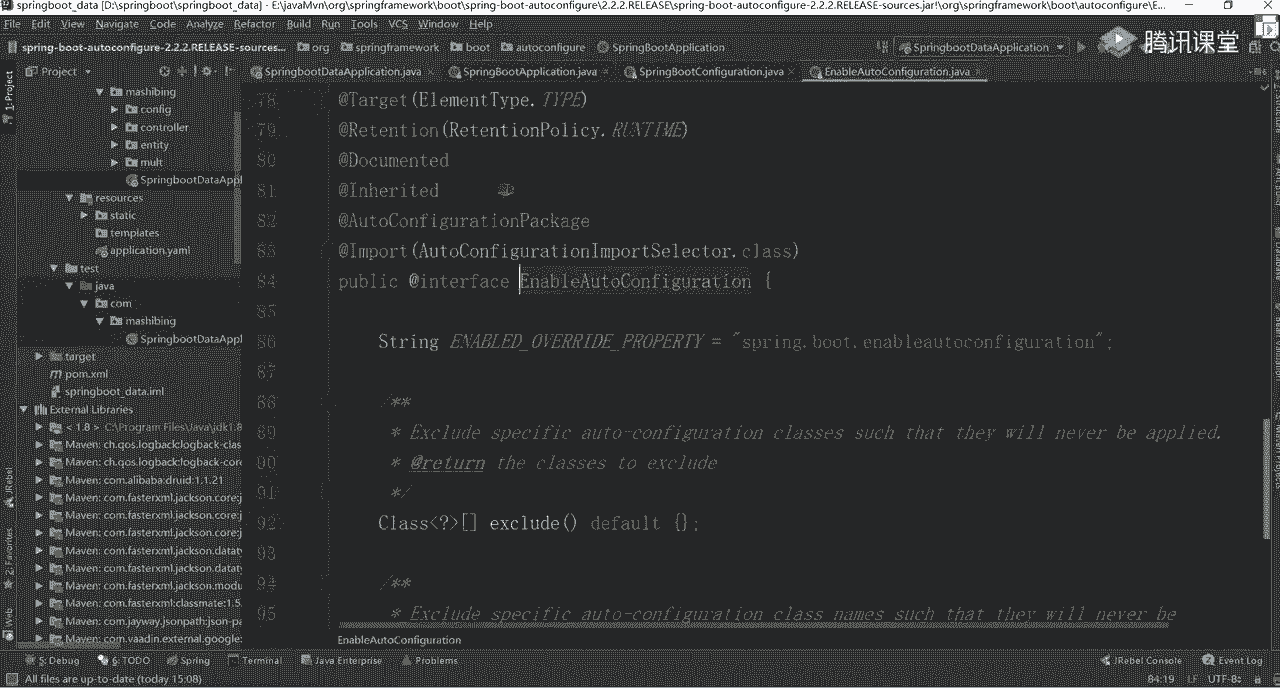 springboot_data [D:\springboot\springboot_data] - E:\javaMvn\org\springframework\boot\spring-boot-autoconfigure\2.2.2.RELEASE\spring-boot-autoconfigure-2.2.2.RELEASE-sources.jar!\org\springframework\boot\autoconfigure\E...
File Edit View Navigate Code Analyze Refactor Build Run Tools VCS Window Help
spring-boot-autoconfigure-2.2.2.RELEASE-sources... org springframework boot autoconfigure SpringBootApplication SpringbootDataApplication
腾讯课堂
Project SpringbootDataApplication.java SpringBootApplication.java SpringBootConfiguration.java EnableAutoConfiguration.java
1: Project
mashibing
config
controller
entity
mult
SpringbootDataAppl
resources
static
templates
application.yaml
test
java
com
mashibing
SpringbootDataAppl
target
pom.xml
springboot_data.iml
External Libraries
< 1.8 > C:\Program Files\Java\jdk1.8
Maven: ch.qos.logback:logback-clas
Maven: ch.qos.logback:logback-core
Maven: com.alibaba:druid:1.1.21
Maven: com.fasterxml.jackson.core:j
Maven: com.fasterxml.jackson.core:j
Maven: com.fasterxml.jackson.core:j
Maven: com.fasterxml.jackson.dataty
Maven: com.fasterxml.jackson.dataty
Maven: com.fasterxml.jackson.modu
Maven: com.fasterxml:classmate:1.5.
Maven: com.jayway.jsonpath:json-pa
Maven: com.vaadin.external.google:
JRebel
2: Favorites
Web
78 @Target(ElementType.TYPE)
79 @Retention(RetentionPolicy.RUNTIME)
80 @Documented
81 @Inherited
82 @AutoConfigurationPackage
83 @Import(AutoConfigurationImportSelector.class)
84 public @interface EnableAutoConfiguration {
85
86 String ENABLED_OVERRIDE_PROPERTY = "spring.boot.enableautoconfiguration";
87
88 /**
89 * Exclude specific auto-configuration classes such that they will never be applied.
90 * @return the classes to exclude
91 */
92 Class<?>[] exclude() default {};
93
94 /**
95 * Exclude specific auto-configuration class names such that they will never be
EnableAutoConfiguration
5: Debug 6: TODO Spring Terminal Java Enterprise Problems JRebel Console Event Log
All files are up-to-date (today 15:08) 84:19 LF UTF-8